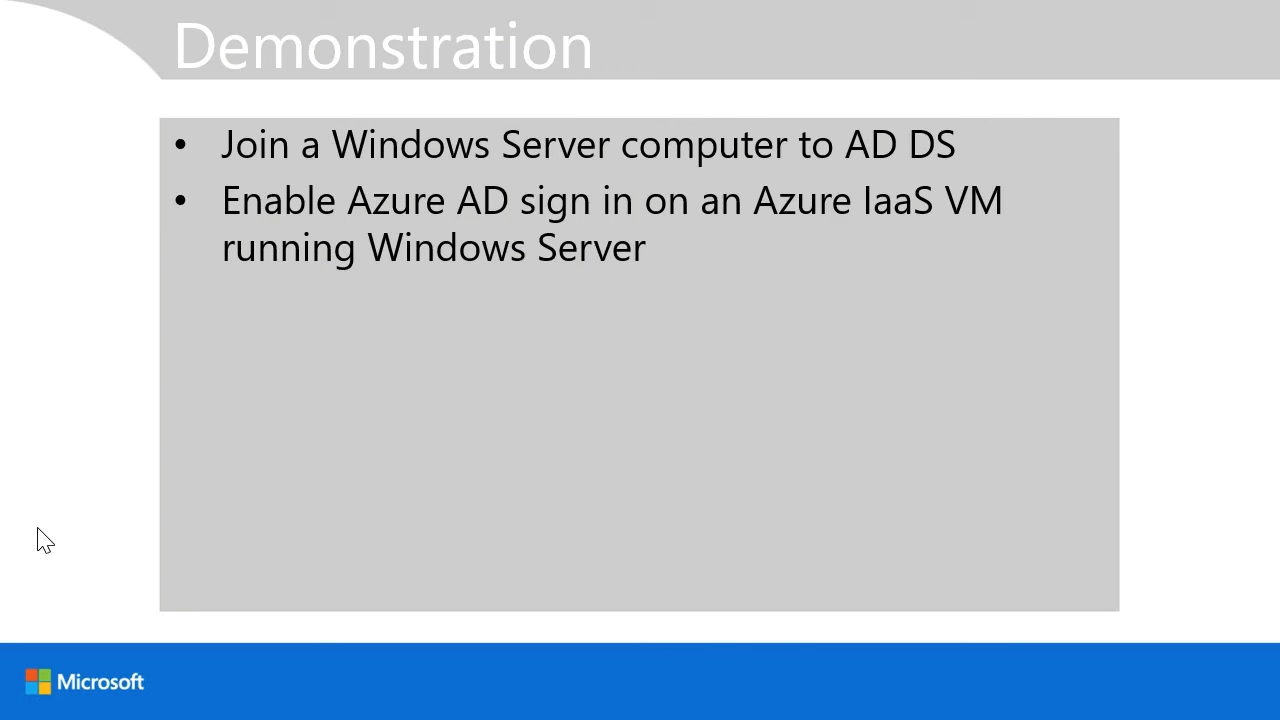 Demonstration
• Join a Windows Server computer to AD DS
• Enable Azure AD sign in on an Azure IaaS VM
running Windows Server
Microsoft